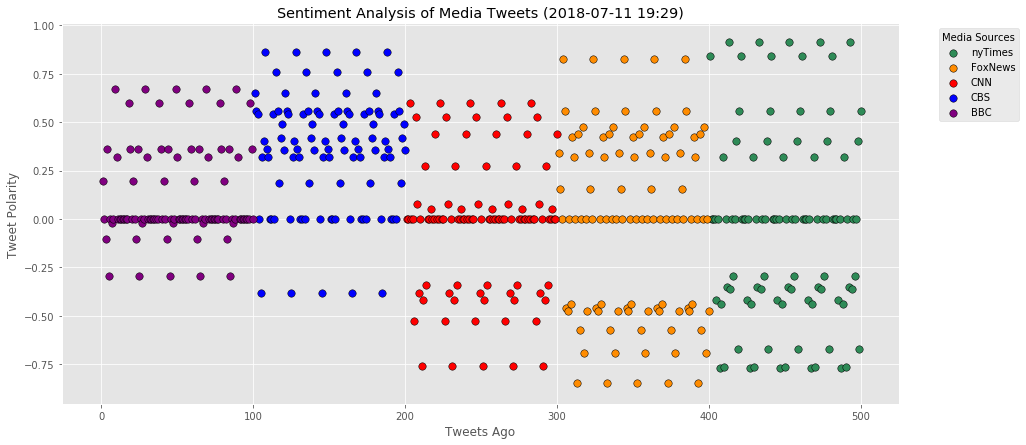 Sentiment Analysis of Media Tweets (2018-07-11 19:29)
1.00
0.75
0.50
0.25
0.00
−0.25
−0.50
−0.75
Tweet Polarity
0 100 200 300 400 500
Tweets Ago
Media Sources
nyTimes
FoxNews
CNN
CBS
BBC